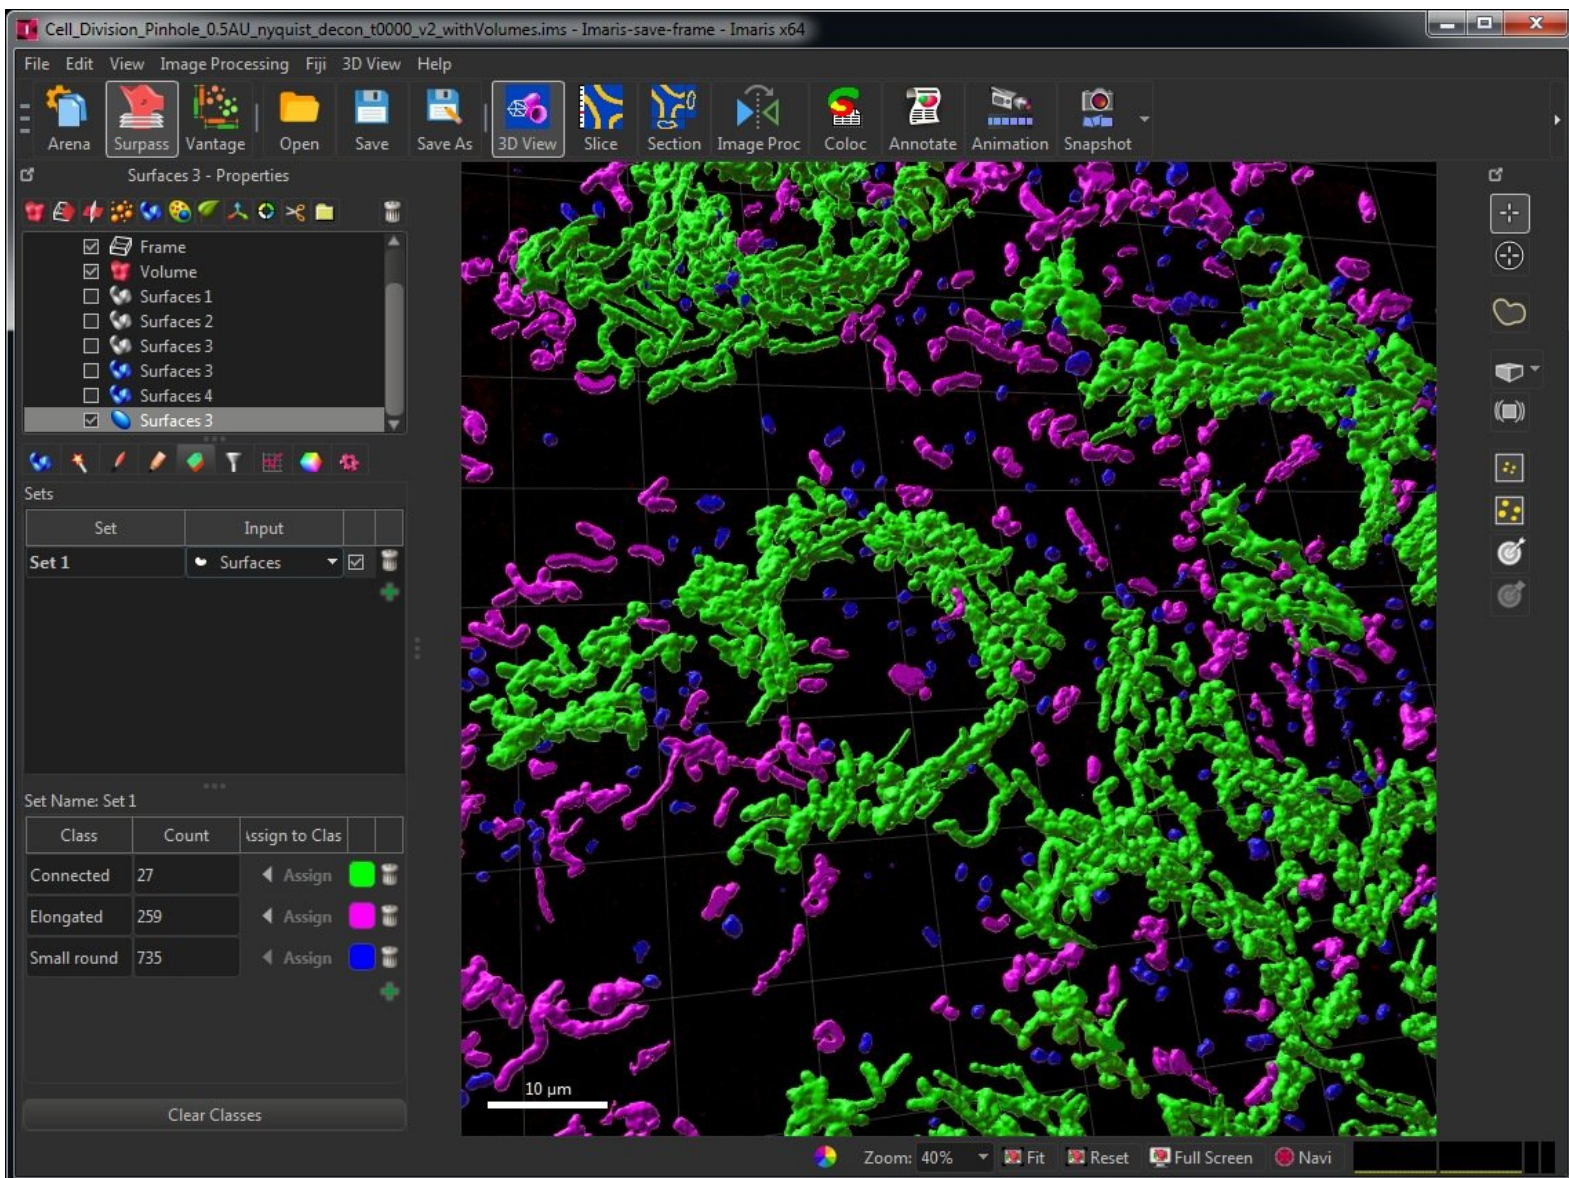 Cell_Division_Pinhole_0.5AU_nyquist_decon_t0000_v2_withVolumes.ims - Imaris-save-frame - Imaris x64
File Edit View Image Processing Fiji 3D View Help
Arena Surpass Vantage Open Save Save As 3D View Slice Section Image Proc Coloc Annotate Animation Snapshot
Surfaces 3 - Properties
Frame
Volume
Surfaces 1
Surfaces 2
Surfaces 3
Surfaces 3
Surfaces 4
Surfaces 3
Sets
Set Input
Set 1 Surfaces
Set Name: Set 1
Class Count Assign to Clas
Connected 27 Assign
Elongated 259 Assign
Small round 735 Assign
10 µm
Clear Classes
Zoom: 40% Fit Reset Full Screen Navi